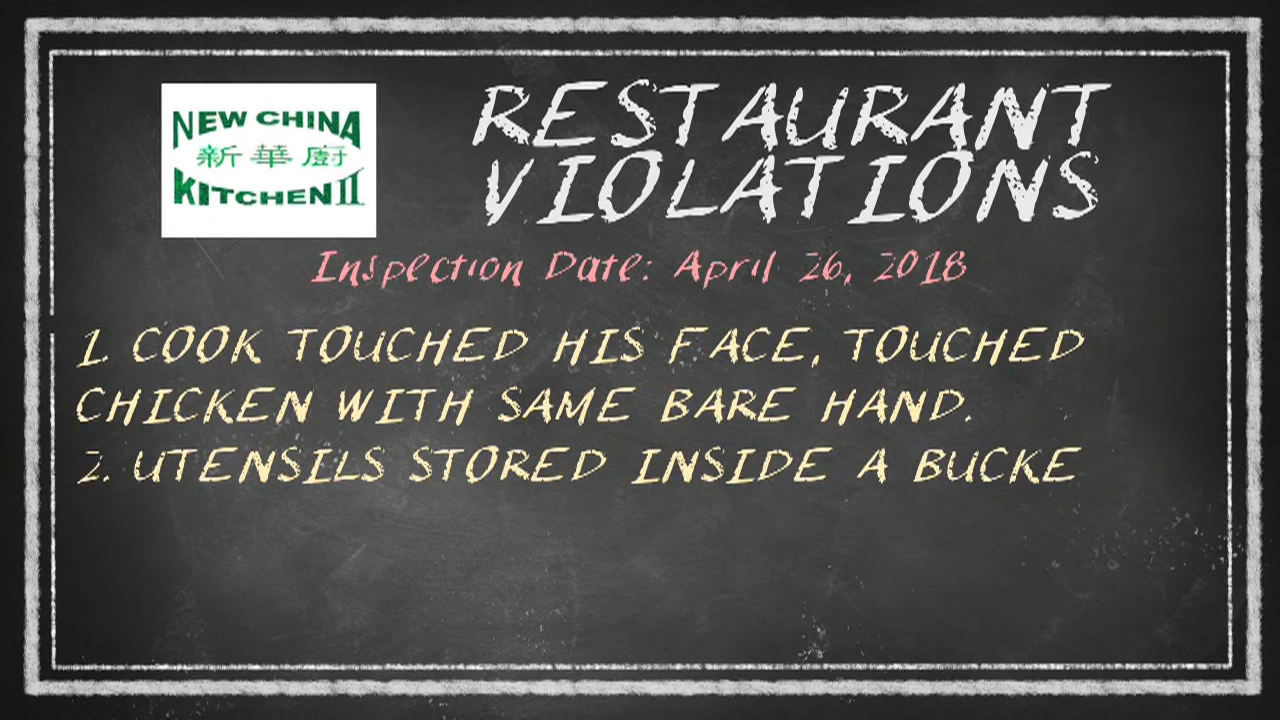 NEW CHINA
新華廚
KITCHEN II
RESTAURANT
VIOLATIONS
Inspection Date: April 26, 2018
1. COOK TOUCHED HIS FACE, TOUCHED
CHICKEN WITH SAME BARE HAND.
2. UTENSILS STORED INSIDE A BUCKE